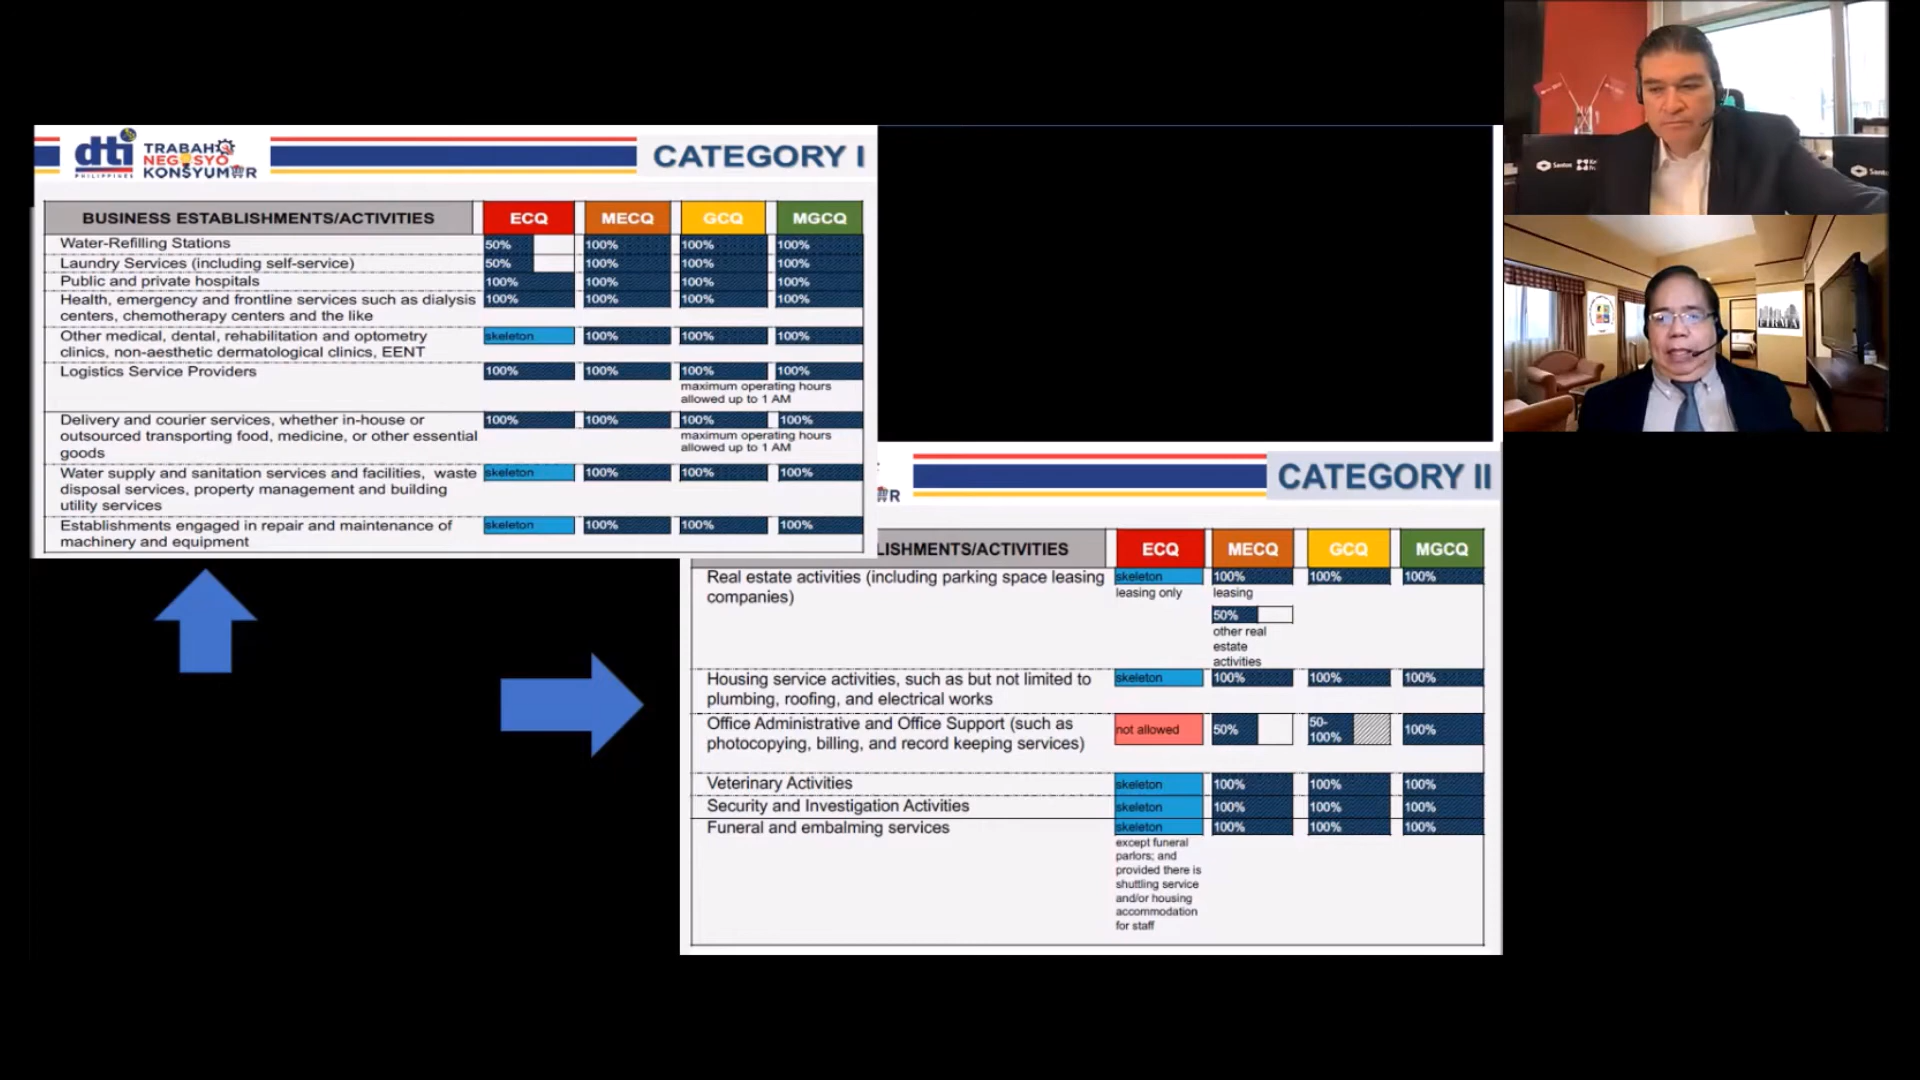 dti
PHILIPPINES
TRABAHO
NEGOSYO
KONSYUMER
CATEGORY I
BUSINESS ESTABLISHMENTS/ACTIVITIES ECQ MECQ GCQ MGCQ
Water-Refilling Stations 50% 100% 100% 100%
Laundry Services (including self-service) 50% 100% 100% 100%
Public and private hospitals 100% 100% 100% 100%
Health, emergency and frontline services such as dialysis 100% 100% 100% 100%
centers, chemotherapy centers and the like
Other medical, dental, rehabilitation and optometry skeleton 100% 100% 100%
clinics, non-aesthetic dermatological clinics, EENT
Logistics Service Providers 100% 100% 100% 100%
maximum operating hours
allowed up to 1 AM
Delivery and courier services, whether in-house or 100% 100% 100% 100%
outsourced transporting food, medicine, or other essential maximum operating hours
goods allowed up to 1 AM
Water supply and sanitation services and facilities, waste skeleton 100% 100% 100%
disposal services, property management and building
utility services
Establishments engaged in repair and maintenance of skeleton 100% 100% 100%
machinery and equipment
R
CATEGORY II
LISHMENTS/ACTIVITIES ECQ MECQ GCQ MGCQ
Real estate activities (including parking space leasing skeleton 100% 100% 100%
companies) leasing only leasing
50%
other real
estate
activities
Housing service activities, such as but not limited to skeleton 100% 100% 100%
plumbing, roofing, and electrical works
Office Administrative and Office Support (such as not allowed 50% 50- 100%
photocopying, billing, and record keeping services) 100%
Veterinary Activities skeleton 100% 100% 100%
Security and Investigation Activities skeleton 100% 100% 100%
Funeral and embalming services skeleton 100% 100% 100%
except funeral
parlors; and
provided there is
shuttling service
and/or housing
accommodation
for staff
Santos